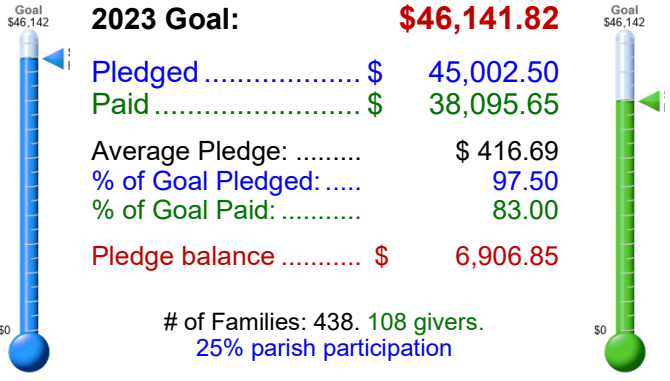 Goal
$46,142
2023 Goal: $46,141.82
Goal
$46,142
Pledged ................... $ 45,002.50
Paid......................... $ 38,095.65
Average Pledge: ......... $ 416.69
% of Goal Pledged: ..... 97.50
% of Goal Paid: ........... 83.00
Pledge balance ........... $ 6,906.85
# of Families: 438. 108 givers.
25% parish participation
$0
$0